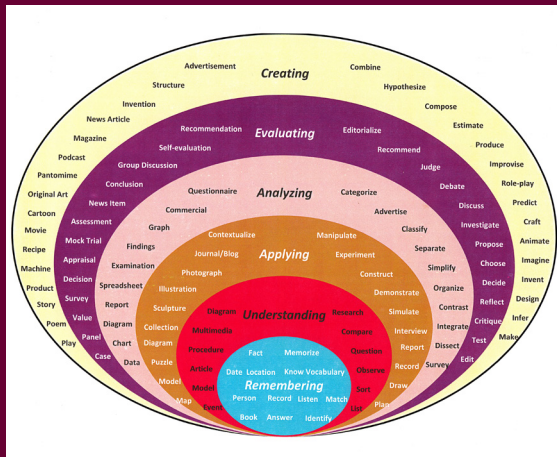 Advertisement
Combine
Creating
Structure
Hypothesize
Invention
Compose
News Article
Estimate
Magazine
Produce
Podcast
Improvise
Pantomime
Role-play
Original Art
Predict
Cartoon
Craft
Movie
Animate
Recipe
Imagine
Machine
Invent
Product
Design
Story
Infer
Poem
Make
Play
Recommendation
Editorialize
Evaluating
Self-evaluation
Recommend
Group Discussion
Judge
Conclusion
Debate
News Item
Discuss
Assessment
Investigate
Mock Trial
Propose
Appraisal
Choose
Decision
Decide
Survey
Reflect
Value
Critique
Panel
Test
Case
Edit
Questionnaire
Categorize
Analyzing
Commercial
Advertise
Graph
Classify
Findings
Separate
Examination
Simplify
Spreadsheet
Organize
Report
Contrast
Diagram
Integrate
Chart
Dissect
Data
Survey
Contextualize
Manipulate
Journal/Blog
Applying
Experiment
Photograph
Construct
Illustration
Demonstrate
Sculpture
Simulate
Collection
Interview
Diagram
Report
Puzzle
Record
Model
Draw
Map
Plan
Understanding
Diagram
Research
Multimedia
Compare
Procedure
Question
Article
Observe
Model
Sort
Event
List
Fact
Memorize
Date Location
Know Vocabulary
Remembering
Person Record Listen Match
Book Answer Identify